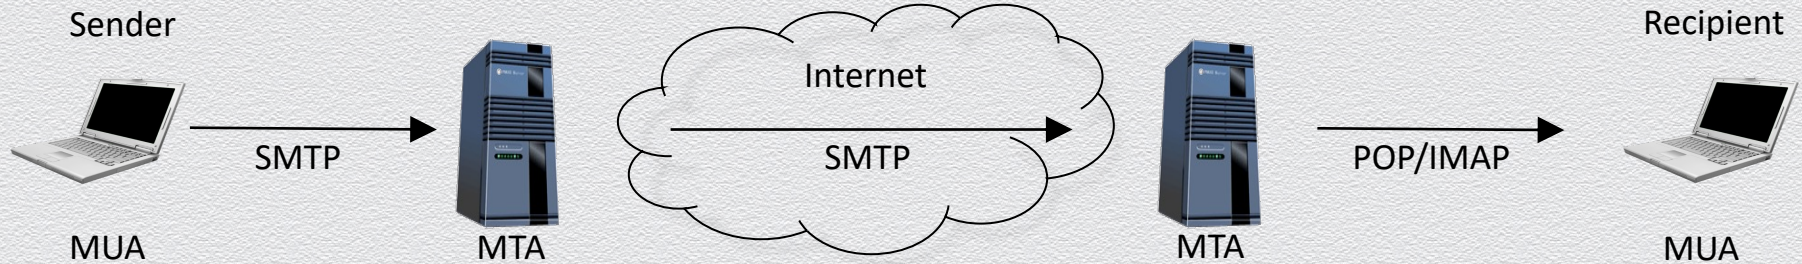 Sender
Recipient
Internet
SMTP
SMTP
POP/IMAP
MUA
MTA
MTA
MUA